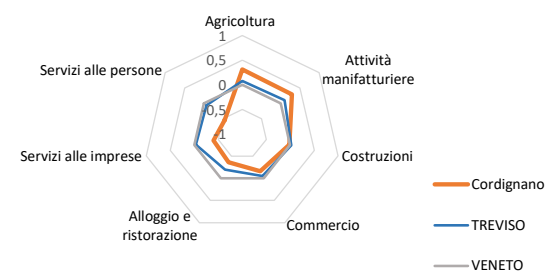 Agricoltura
1
0,5
0
-0,5
-1
Attività
manifatturiere
Costruzioni
Commercio
Alloggio e
ristorazione
Servizi alle imprese
Servizi alle persone
Cordignano
TREVISO
VENETO